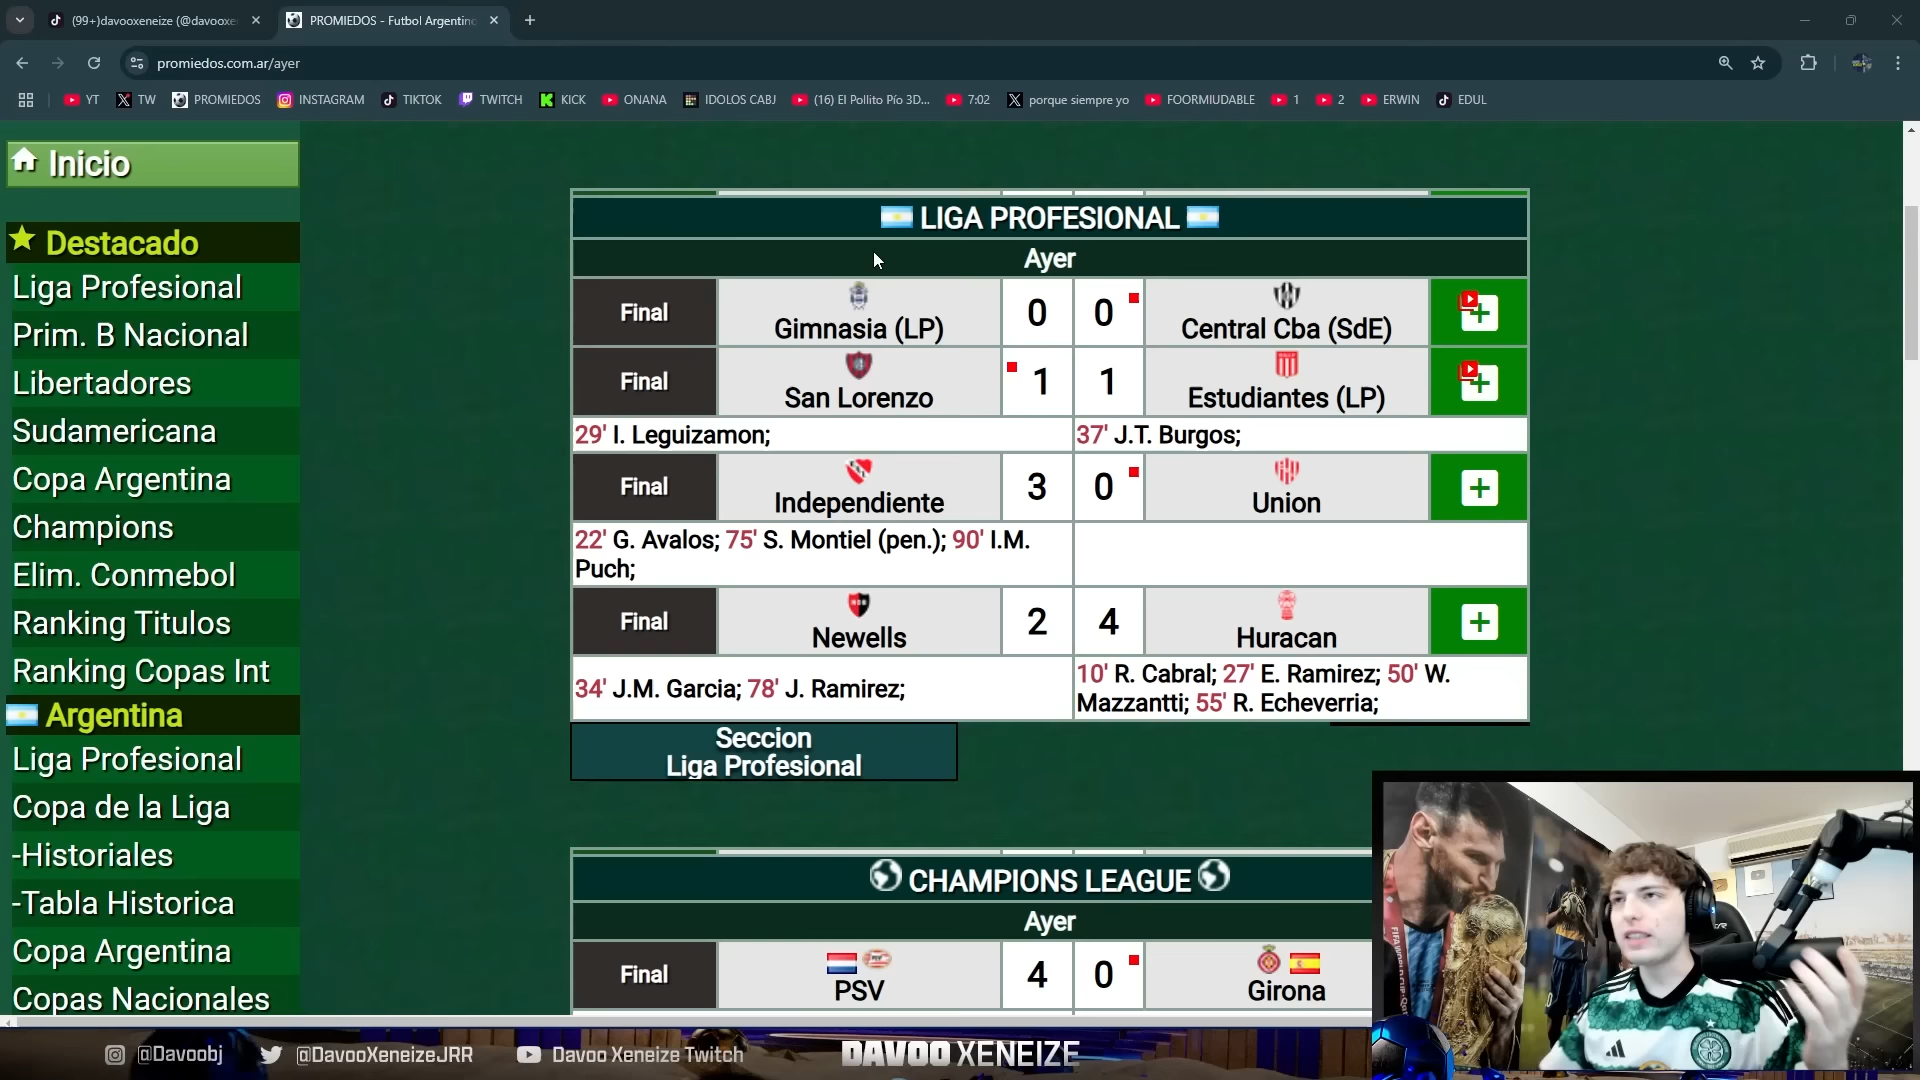 (99+)davooxeneize (@davooxe
PROMIEDOS - Futbol Argentino
promiedos.com.ar/ayer
YT
TW
PROMIEDOS
INSTAGRAM
TIKTOK
TWITCH
KICK
ONANA
IDOLOS CABJ
(16) El Pollito Pío 3D...
7:02
porque siempre yo
FOORMIUDABLE
1
2
ERWIN
EDUL
Inicio
Destacado
Liga Profesional
Prim. B Nacional
Libertadores
Sudamericana
Copa Argentina
Champions
Elim. Conmebol
Ranking Titulos
Ranking Copas Int
Argentina
Liga Profesional
Copa de la Liga
-Historiales
-Tabla Historica
Copa Argentina
Copas Nacionales
LIGA PROFESIONAL
Ayer
Final Gimnasia (LP) 0 0 Central Cba (SdE)
Final San Lorenzo 1 1 Estudiantes (LP)
29' I. Leguizamon; 37' J.T. Burgos;
Final Independiente 3 0 Union
22' G. Avalos; 75' S. Montiel (pen.); 90' I.M.
Puch;
Final Newells 2 4 Huracan
34' J.M. Garcia; 78' J. Ramirez;
10' R. Cabral; 27' E. Ramirez; 50' W.
Mazzantti; 55' R. Echeverria;
Seccion
Liga Profesional
CHAMPIONS LEAGUE
Ayer
Final PSV 4 0 Girona
@Davoobj
@DavooXeneizeJRR
Davoo Xeneize Twitch
DAVOO XENEIZE